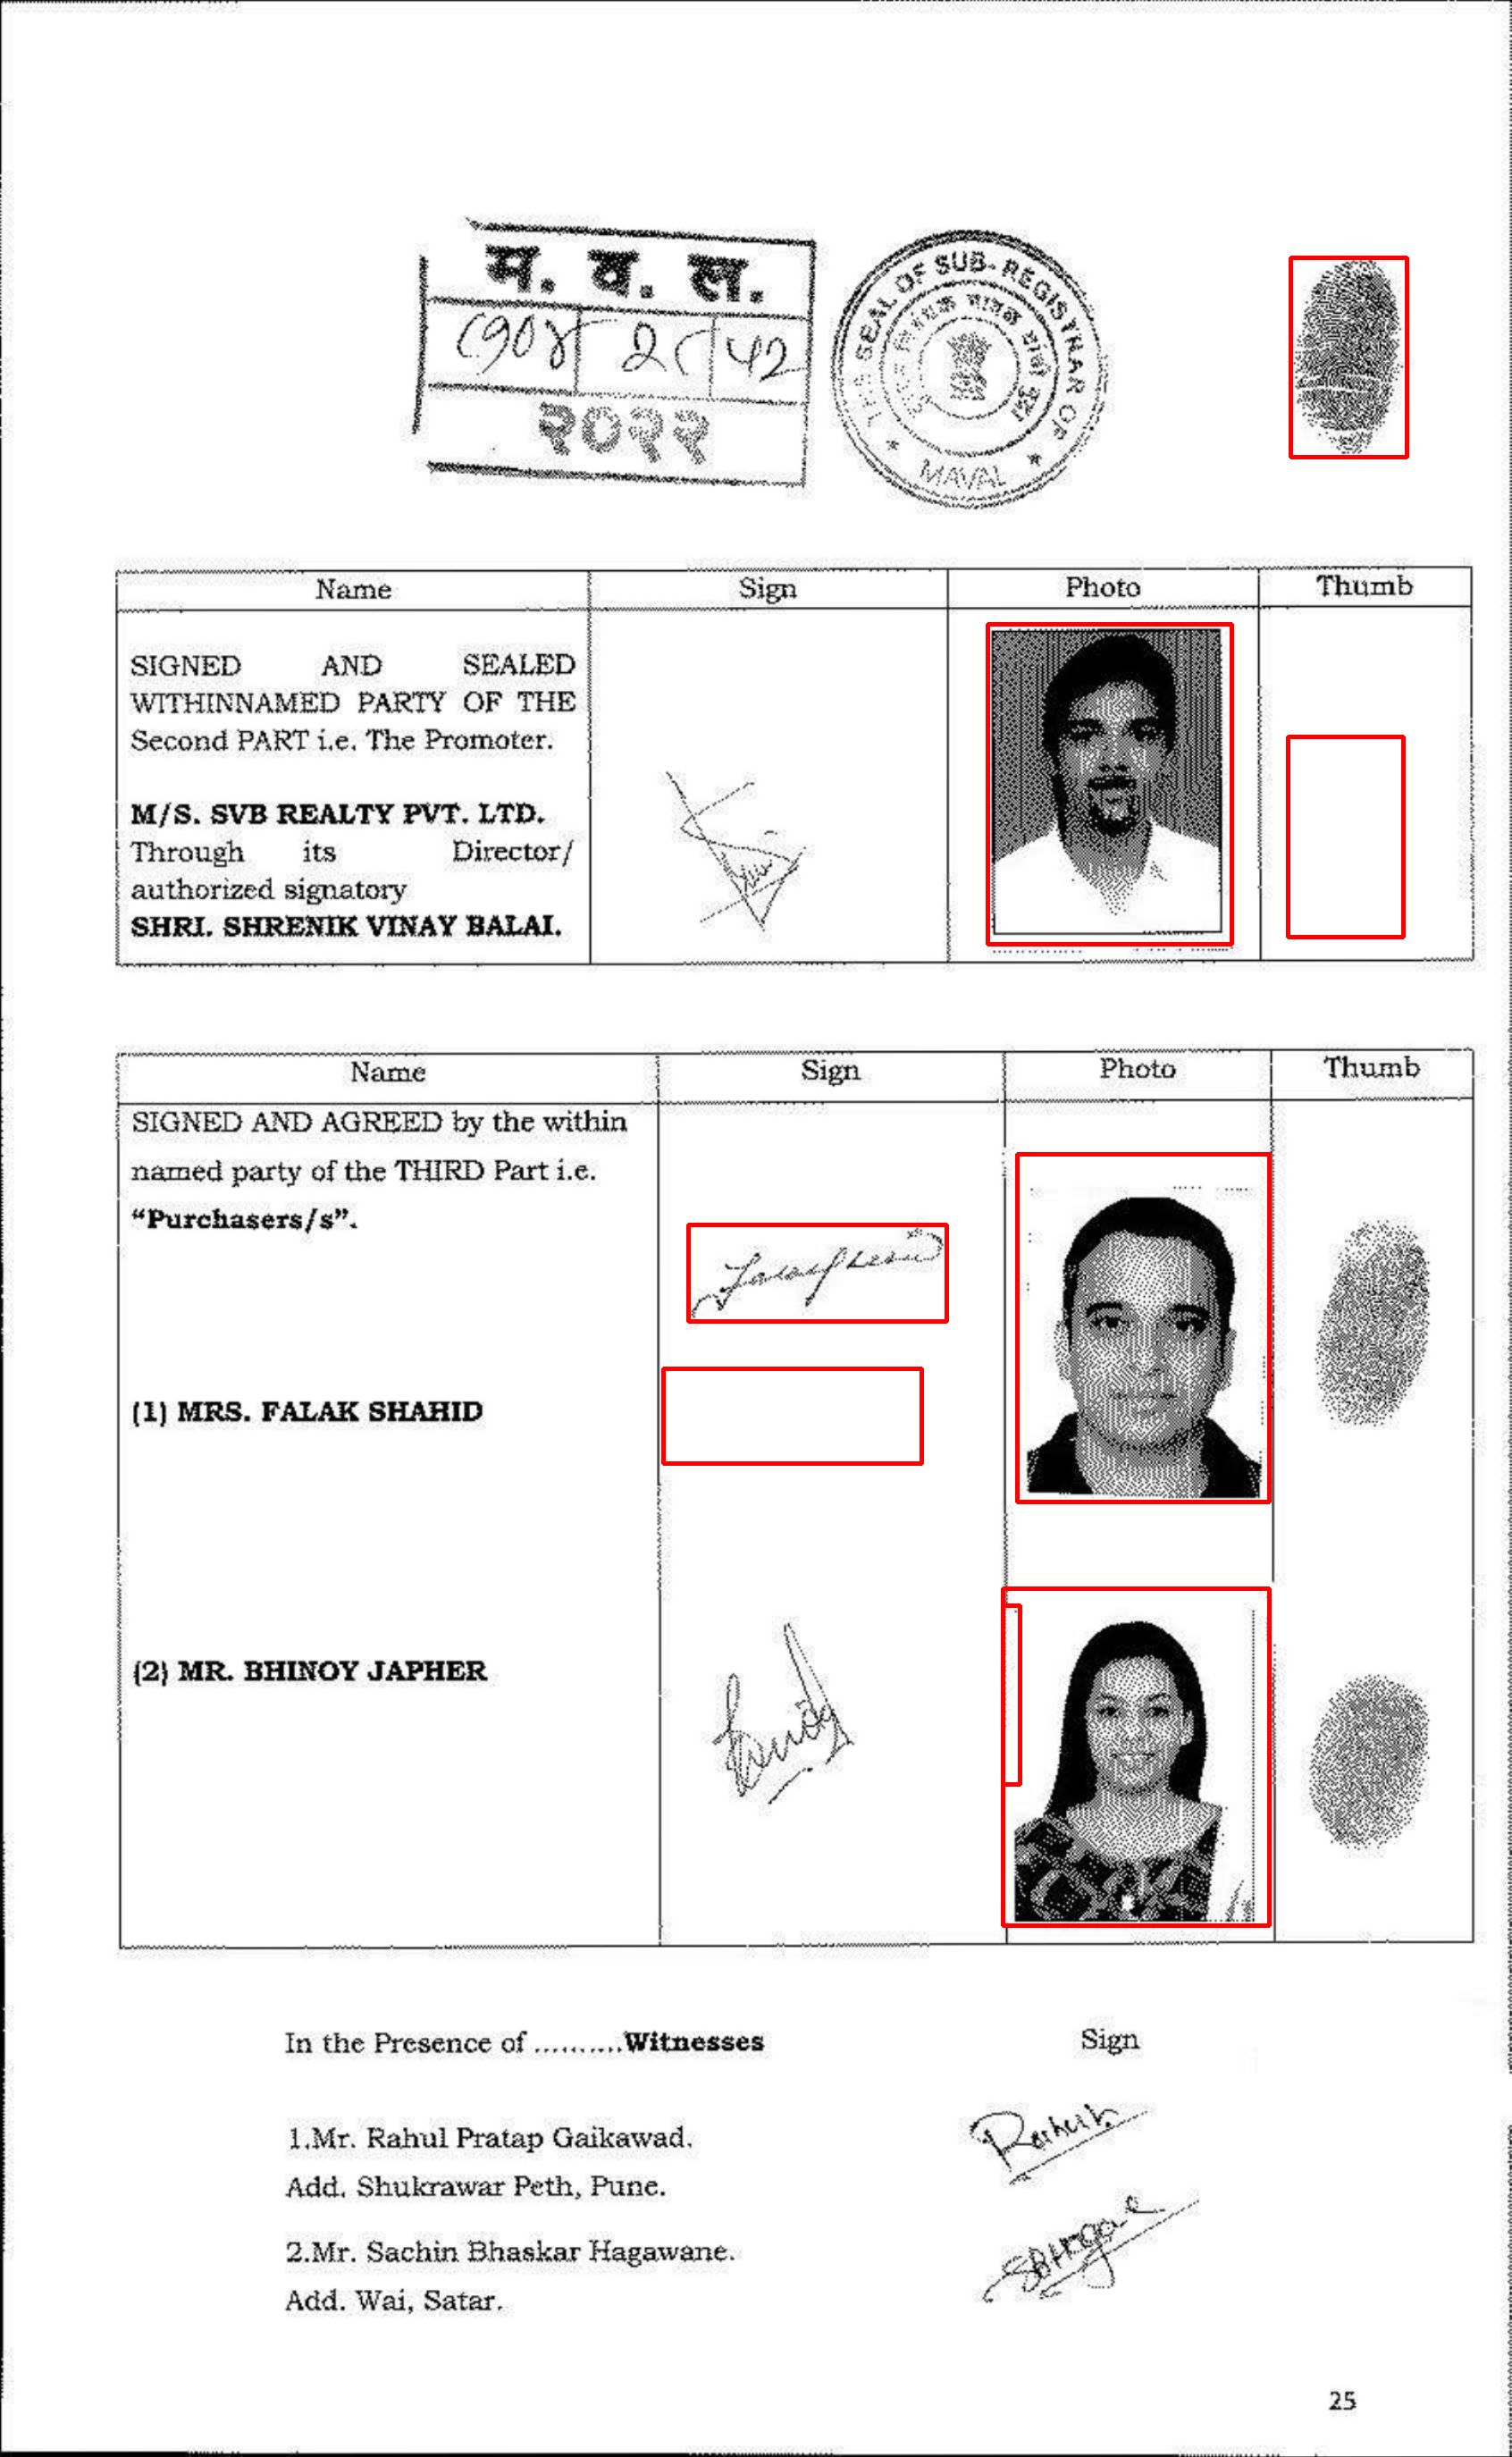 म. व. ल.
७१०४ २८ ५२
२०२२
THE SEAL OF SUB-REGISTRAR OF
MAVAL
Name Sign Photo Thumb
SIGNED AND SEALED
WITHINNAMED PARTY OF THE
Second PART i.e. The Promoter.
M/S. SVB REALTY PVT. LTD.
Through its Director/
authorized signatory
SHRI. SHRENIK VINAY BALAI.
Name Sign Photo Thumb
SIGNED AND AGREED by the within
named party of the THIRD Part i.e.
“Purchasers/s”.
(1) MRS. FALAK SHAHID
(2) MR. BHINOY JAPHER
In the Presence of ..........Witnesses Sign
1.Mr. Rahul Pratap Gaikawad.
Rahul
Add. Shukrawar Peth, Pune.
2.Mr. Sachin Bhaskar Hagawane.
Add. Wai, Satar.
25